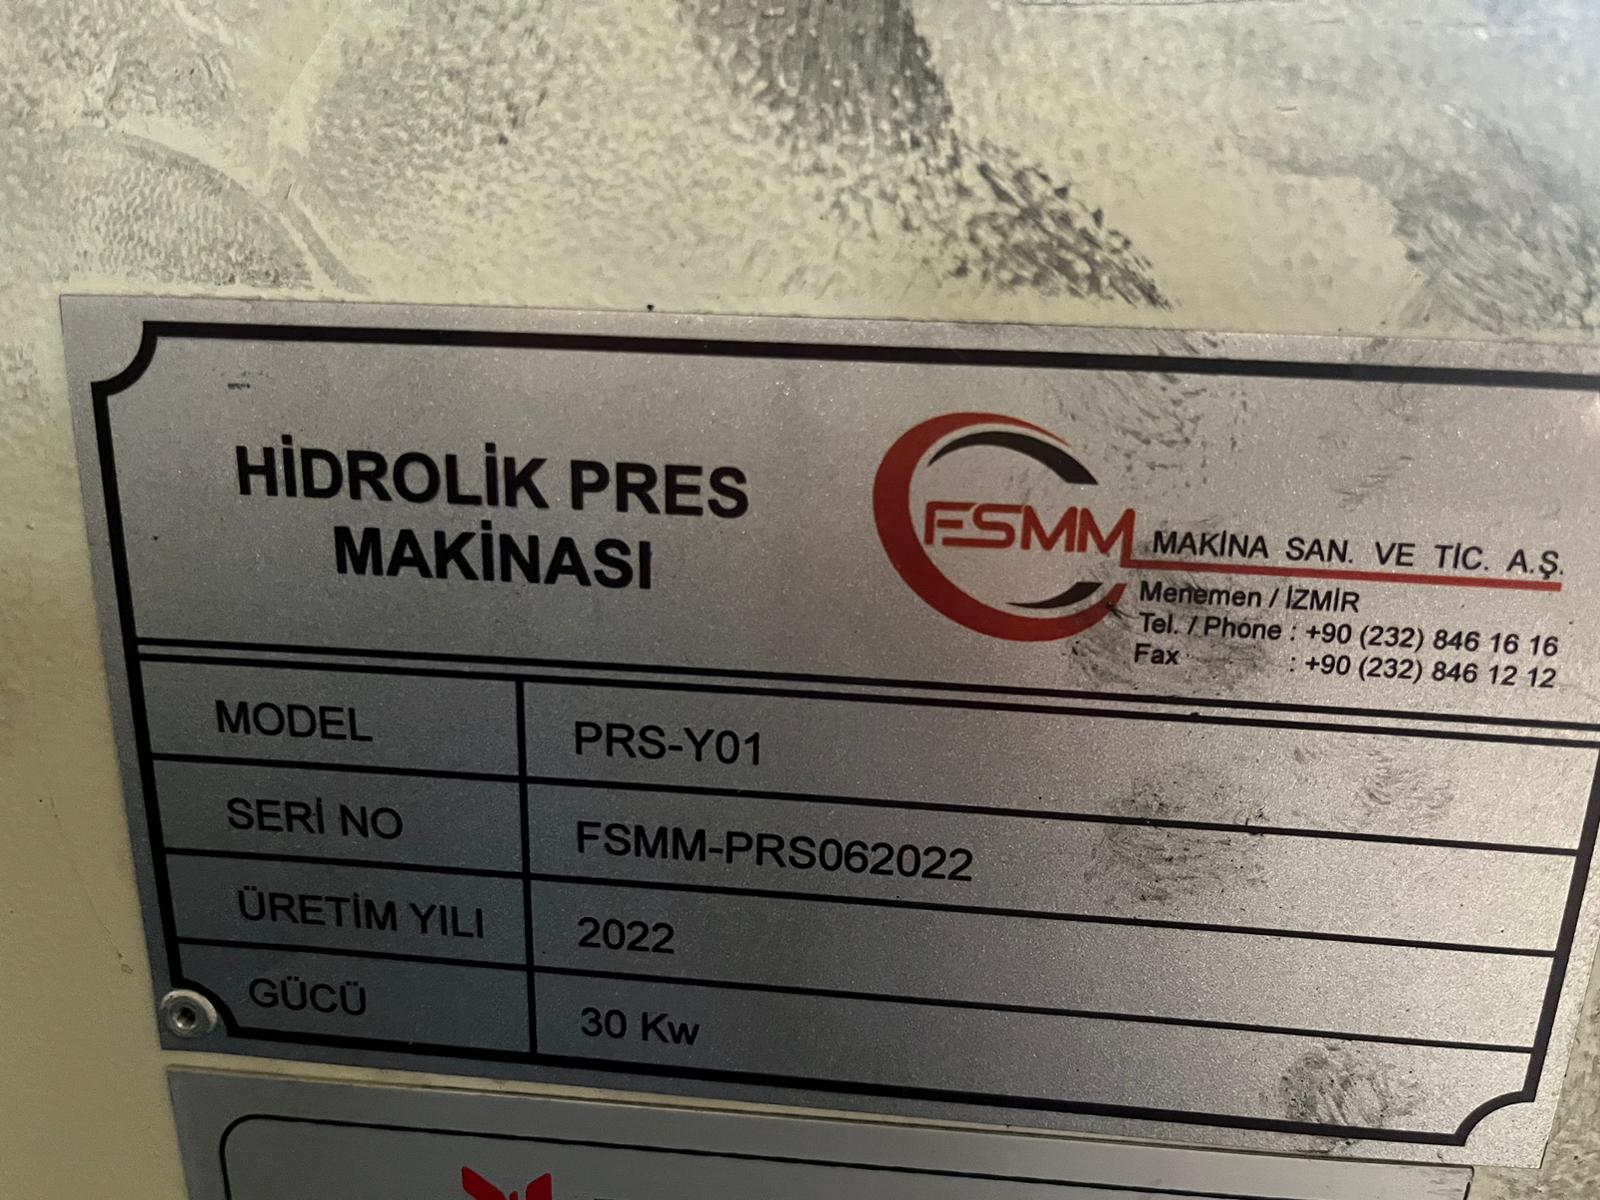 HİDROLİK PRES
MAKİNASI
FSMM MAKİNA SAN. VE TİC. A.Ş.
Menemen / İZMİR
Tel. / Phone : +90 (232) 846 16 16
Fax : +90 (232) 846 12 12
MODEL PRS-Y01
SERİ NO FSMM-PRS062022
ÜRETİM YILI 2022
GÜCÜ 30 Kw